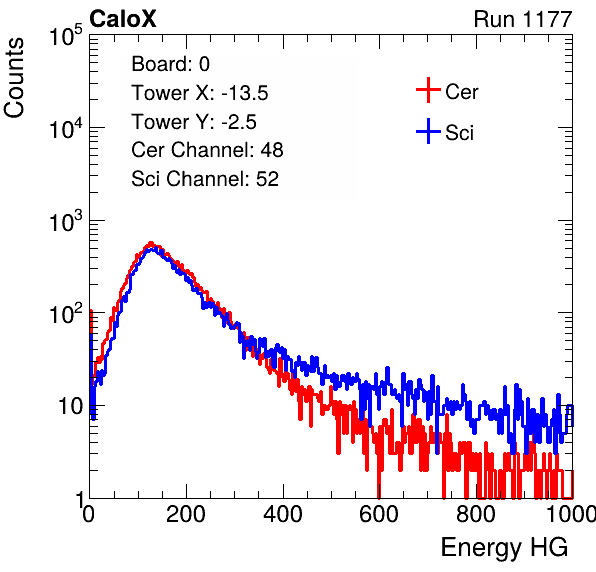 CaloX Run 1177
Counts
10^5
10^4
10^3
10^2
10
1
Board: 0
Tower X: -13.5
Tower Y: -2.5
Cer Channel: 48
Sci Channel: 52
Cer
Sci
0 200 400 600 800 1000
Energy HG